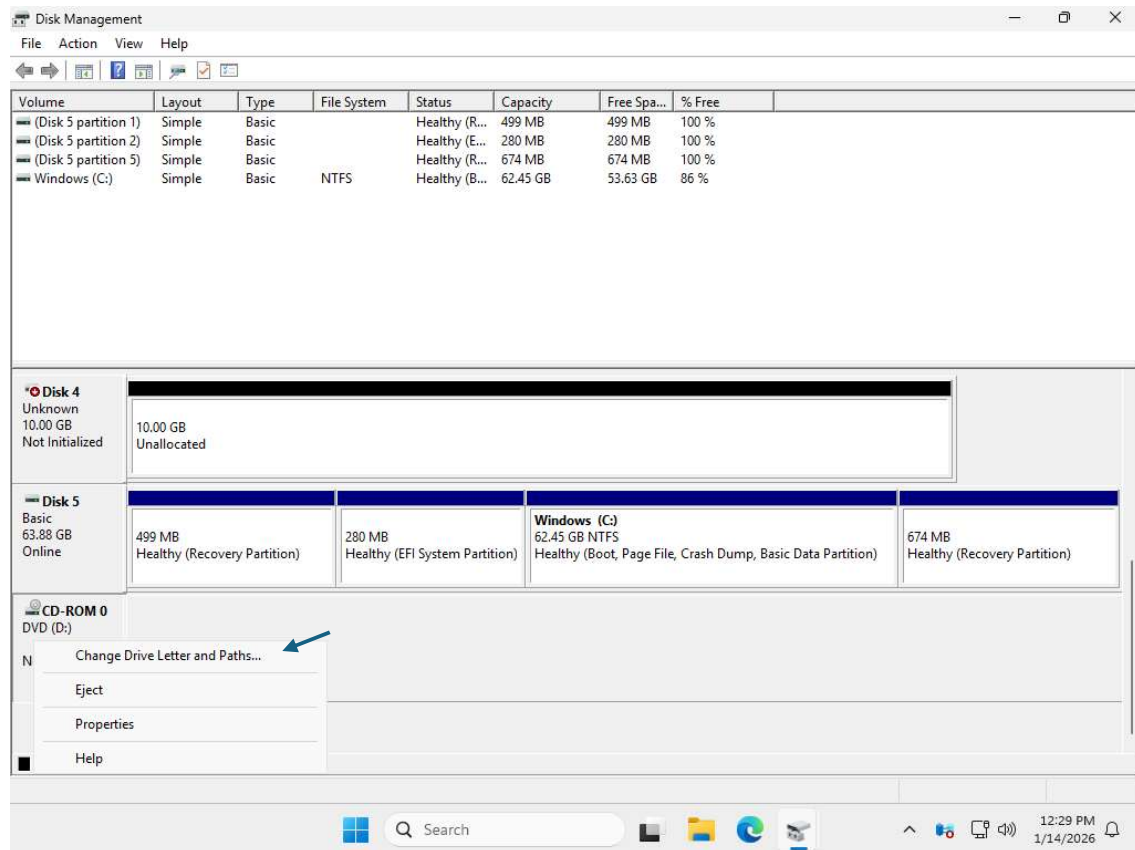 Disk Management
File Action View Help
Volume Layout Type File System Status Capacity Free Spa... % Free
(Disk 5 partition 1) Simple Basic Healthy (R... 499 MB 499 MB 100 %
(Disk 5 partition 2) Simple Basic Healthy (E... 280 MB 280 MB 100 %
(Disk 5 partition 5) Simple Basic Healthy (R... 674 MB 674 MB 100 %
Windows (C:) Simple Basic NTFS Healthy (B... 62.45 GB 53.63 GB 86 %
Disk 4
Unknown
10.00 GB
Not Initialized
10.00 GB
Unallocated
Disk 5
Basic
63.88 GB
Online
499 MB
Healthy (Recovery Partition)
280 MB
Healthy (EFI System Partition)
Windows (C:)
62.45 GB NTFS
Healthy (Boot, Page File, Crash Dump, Basic Data Partition)
674 MB
Healthy (Recovery Partition)
CD-ROM 0
DVD (D:)
N
Change Drive Letter and Paths...
Eject
Properties
Help
Search
12:29 PM
1/14/2026